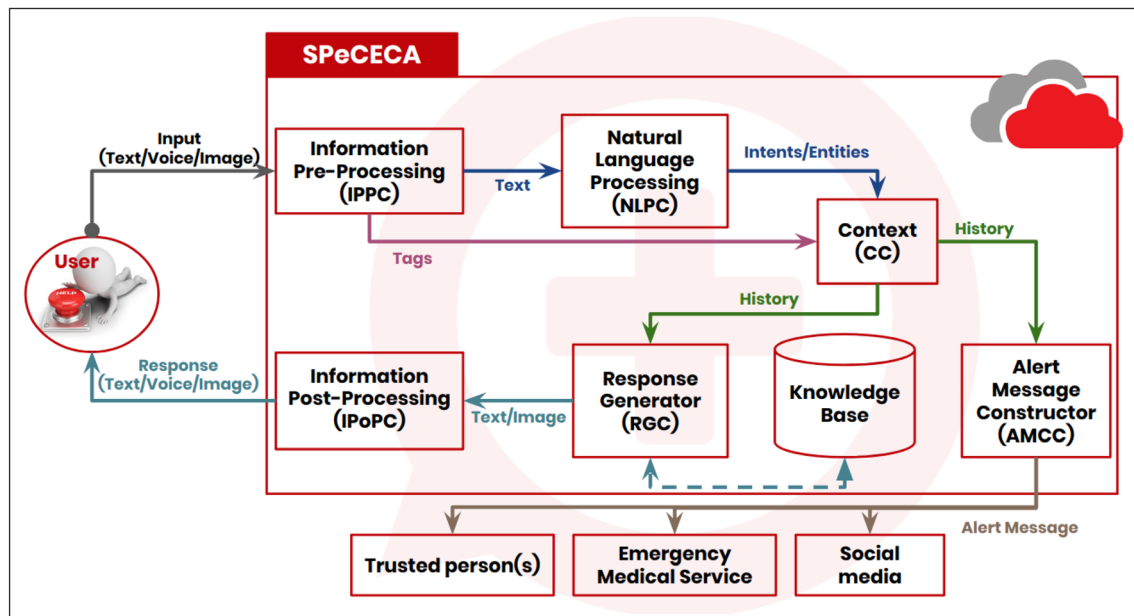 SPeCECA
Input
(Text/Voice/Image)
Information
Pre-Processing
(IPPC)
Text
Natural
Language
Processing
(NLPC)
Intents/Entities
Tags
Context
(CC)
History
History
User
HELP
Response
(Text/Voice/Image)
Information
Post-Processing
(IPoPC)
Text/Image
Response
Generator
(RGC)
Knowledge
Base
Alert
Message
Constructor
(AMCC)
Alert Message
Trusted person(s)
Emergency
Medical Service
Social
media